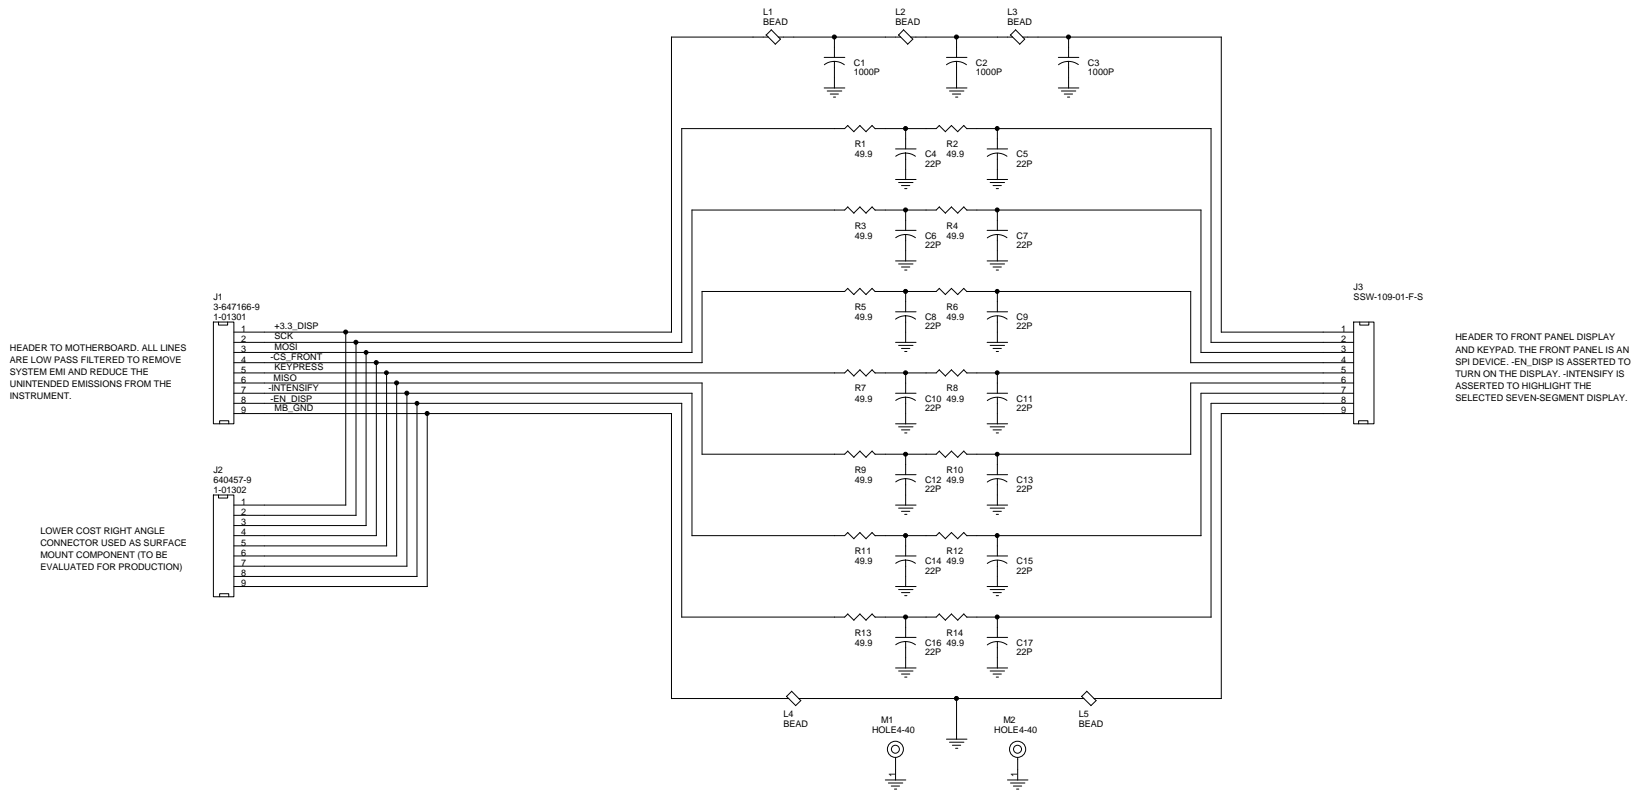 L1
BEAD
L2
BEAD
L3
BEAD
C1
1000P
C2
1000P
C3
1000P
R1
49.9
C4
22P
R2
49.9
C5
22P
R3
49.9
C6
22P
R4
49.9
C7
22P
R5
49.9
C8
22P
R6
49.9
C9
22P
R7
49.9
C10
22P
R8
49.9
C11
22P
R9
49.9
C12
22P
R10
49.9
C13
22P
R11
49.9
C14
22P
R12
49.9
C15
22P
R13
49.9
C16
22P
R14
49.9
C17
22P
L4
BEAD
L5
BEAD
M1
HOLE4-40
1
M2
HOLE4-40
1
HEADER TO MOTHERBOARD. ALL LINES
ARE LOW PASS FILTERED TO REMOVE
SYSTEM EMI AND REDUCE THE
UNINTENDED EMISSIONS FROM THE
INSTRUMENT.
J1
3-647166-9
1-01301
1 +3.3_DISP
2 SCK
3 MOSI
4 -CS_FRONT
5 KEYPRESS
6 MISO
7 -INTENSIFY
8 -EN_DISP
9 MB_GND
J2
640457-9
1-01302
1
2
3
4
5
6
7
8
9
LOWER COST RIGHT ANGLE
CONNECTOR USED AS SURFACE
MOUNT COMPONENT (TO BE
EVALUATED FOR PRODUCTION)
J3
SSW-109-01-F-S
1
2
3
4
5
6
7
8
9
HEADER TO FRONT PANEL DISPLAY
AND KEYPAD. THE FRONT PANEL IS AN
SPI DEVICE. -EN_DISP IS ASSERTED TO
TURN ON THE DISPLAY. -INTENSIFY IS
ASSERTED TO HIGHLIGHT THE
SELECTED SEVEN-SEGMENT DISPLAY.